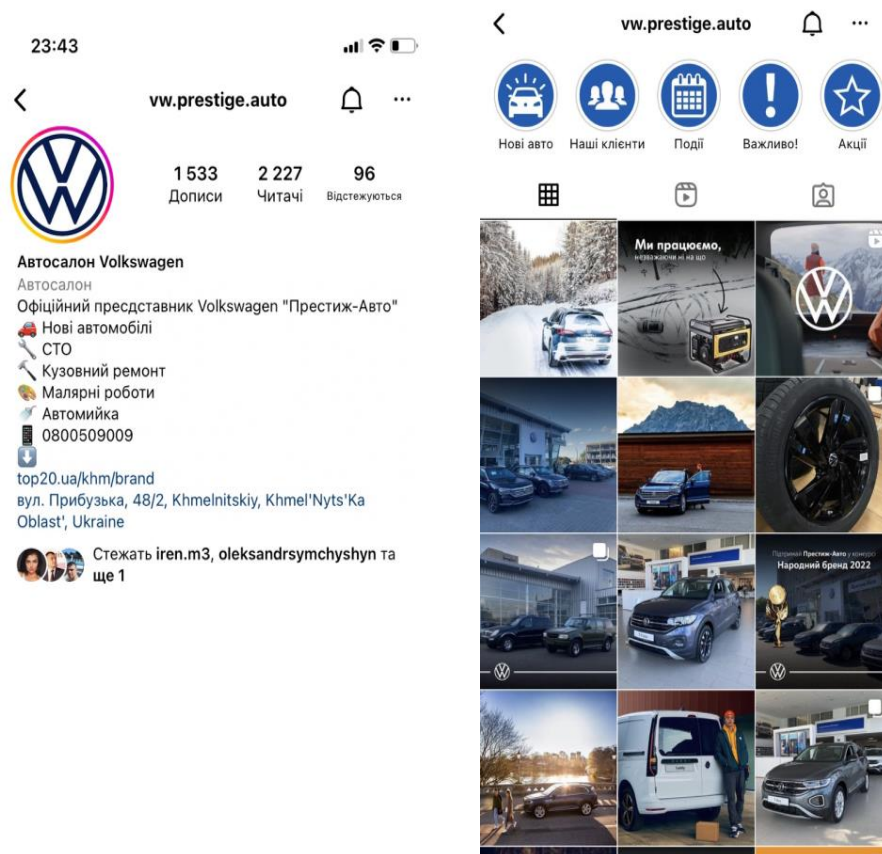 23:43
vw.prestige.auto
1 533
2 227
96
Дописи
Читачі
Відстежуються
Автосалон Volkswagen
Автосалон
Офіційний пресдставник Volkswagen "Престиж-Авто"
Нові автомобілі
СТО
Кузовний ремонт
Малярні роботи
Автомийка
0800509009
top20.ua/khm/brand
вул. Прибузька, 48/2, Khmelnitskiy, Khmel'Nyts'Ka
Oblast', Ukraine
Стежать iren.m3, oleksandrsymchyshyn та
ще 1
vw.prestige.auto
Нові авто
Наші клієнти
Події
Важливо!
Акції
Ми працюємо,
незважаючи ні на що
Підтримай Престиж-Авто у конкурсі
Народний бренд 2022